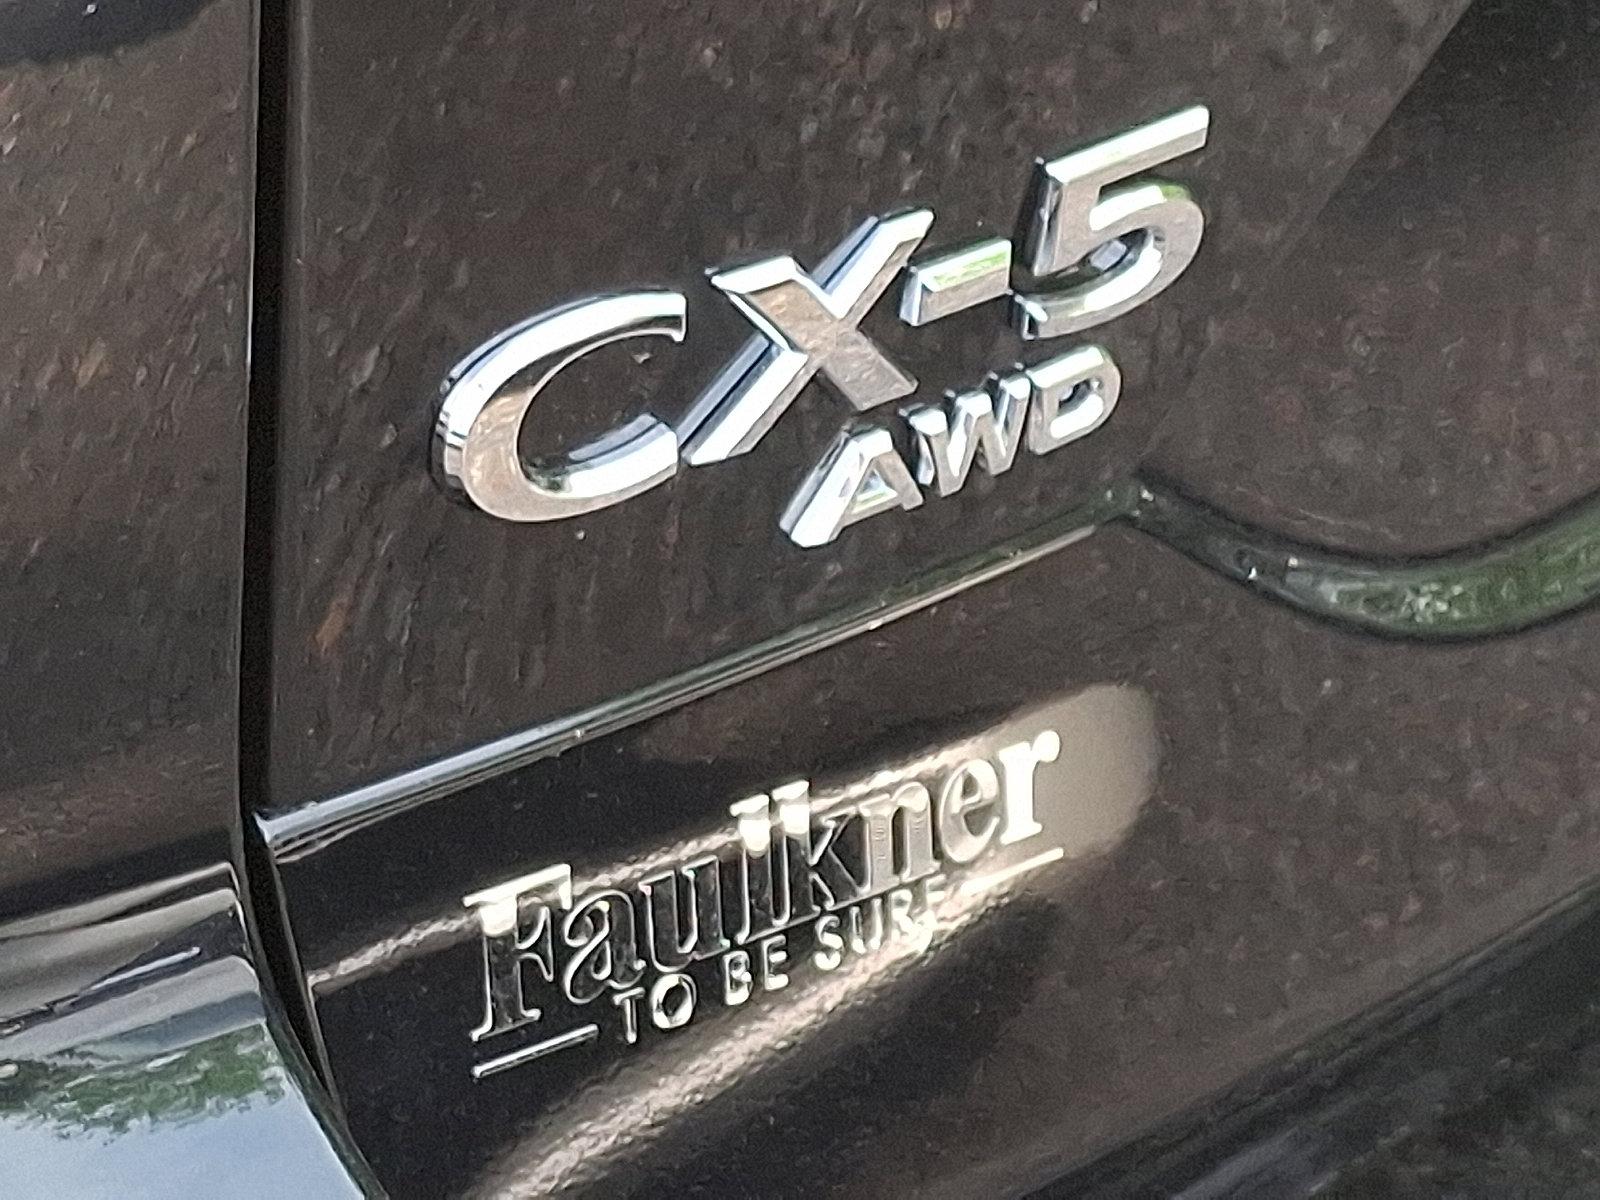 CX-5
AWD
Faulkner
TO BE SURE